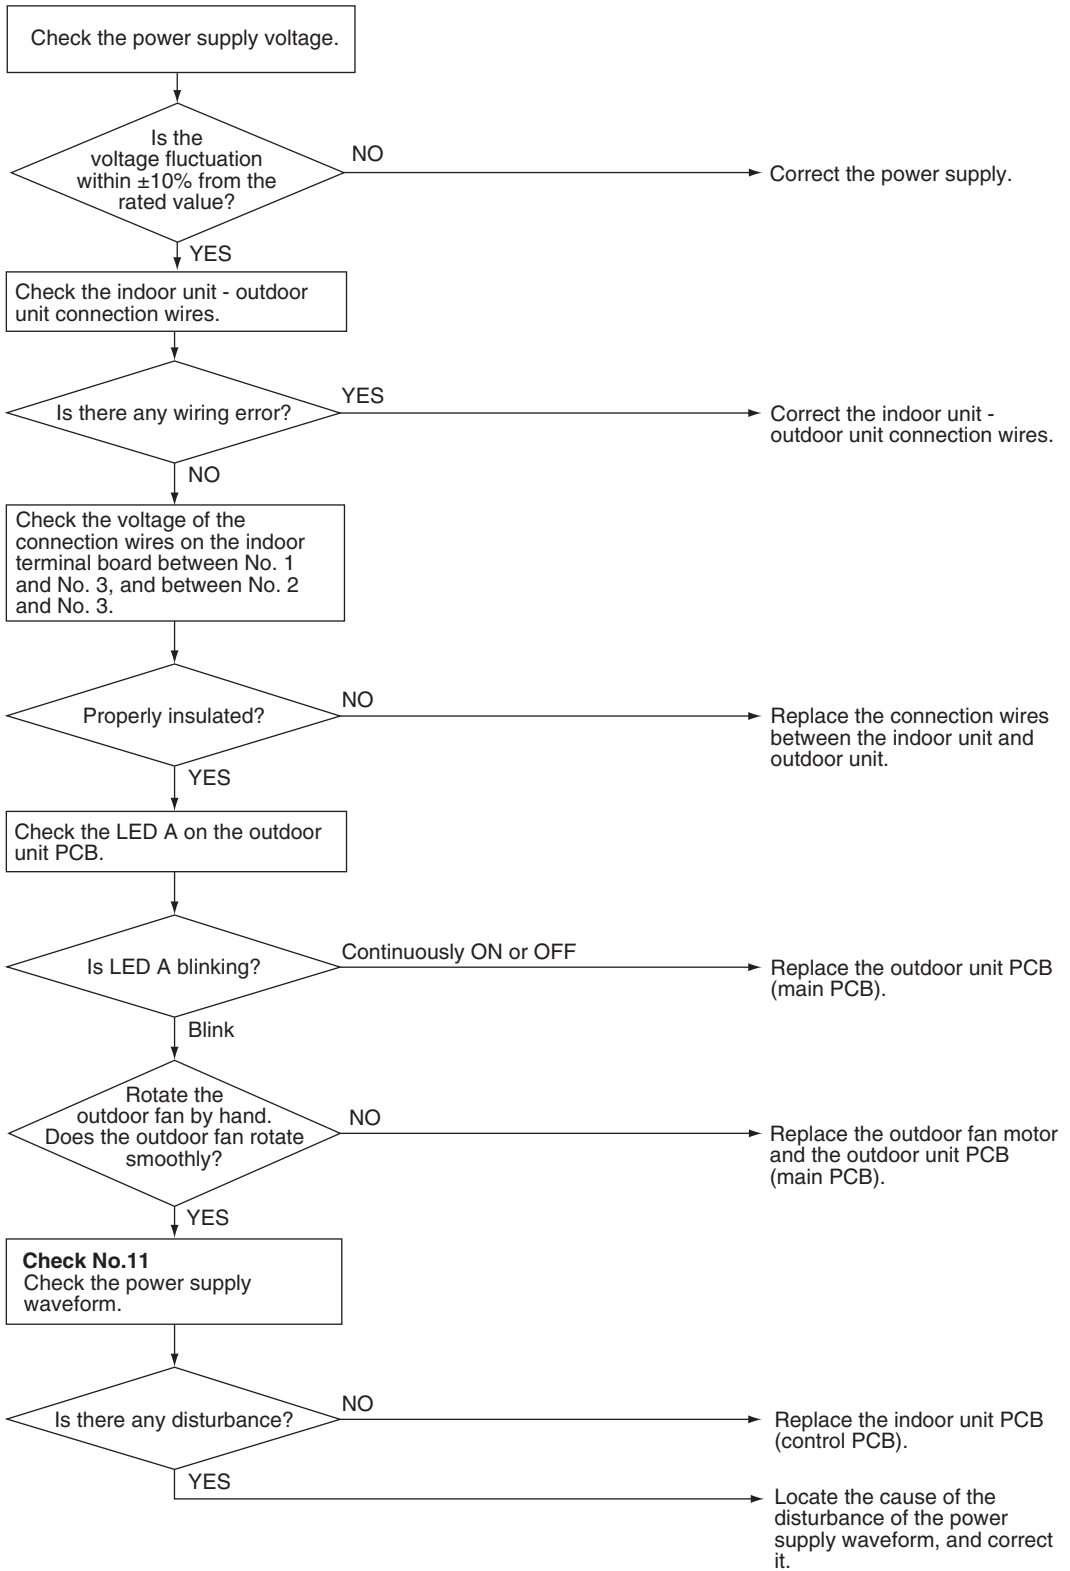 Check the power supply voltage.
Is the
voltage fluctuation
within ±10% from the
rated value?
NO
Correct the power supply.
YES
Check the indoor unit - outdoor
unit connection wires.
Is there any wiring error?
YES
Correct the indoor unit -
outdoor unit connection wires.
NO
Check the voltage of the
connection wires on the indoor
terminal board between No. 1
and No. 3, and between No. 2
and No. 3.
Properly insulated?
NO
Replace the connection wires
between the indoor unit and
outdoor unit.
YES
Check the LED A on the outdoor
unit PCB.
Is LED A blinking?
Continuously ON or OFF
Replace the outdoor unit PCB
(main PCB).
Blink
Rotate the
outdoor fan by hand.
Does the outdoor fan rotate
smoothly?
NO
Replace the outdoor fan motor
and the outdoor unit PCB
(main PCB).
YES
Check No.11
Check the power supply
waveform.
Is there any disturbance?
NO
Replace the indoor unit PCB
(control PCB).
YES
Locate the cause of the
disturbance of the power
supply waveform, and correct
it.